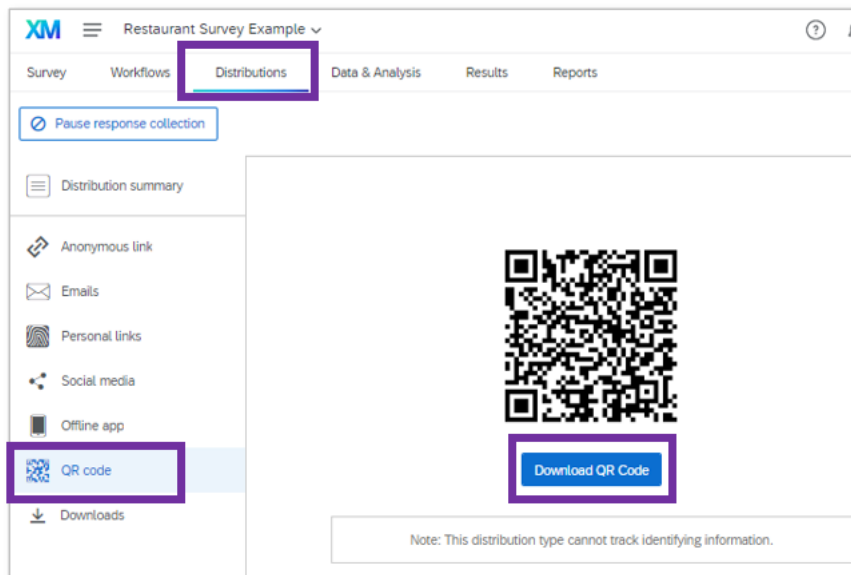 XM Restaurant Survey Example
Survey Workflows Distributions Data & Analysis Results Reports
Pause response collection
Distribution summary
Anonymous link
Emails
Personal links
Social media
Offline app
QR code
Downloads
Download QR Code
Note: This distribution type cannot track identifying information.